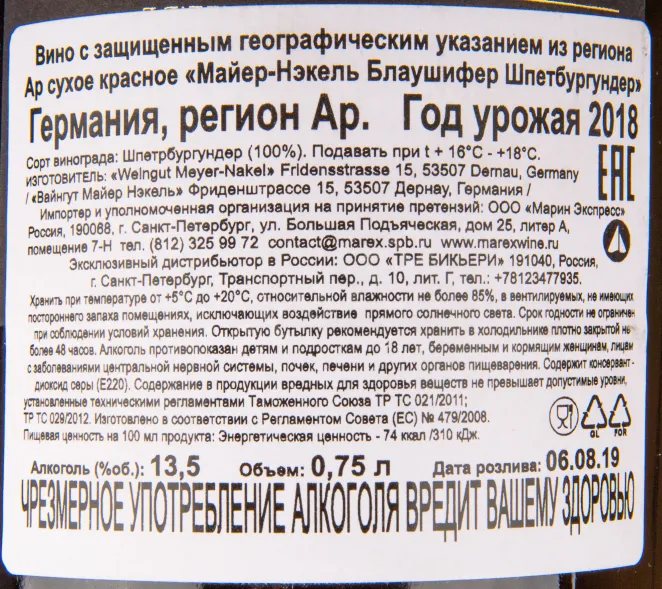 Вино с защищенным географическим указанием из региона
Ар сухое красное «Майер-Нэкель Блаушифер Шпетбургундер»
Германия, регион Ар. Год урожая 2018
Сорт винограда: Шпетрбургундер (100%). Подавать при t + 16°C - +18°C.
изготовитель: «Weingut Meyer-Nakel» Fridensstrasse 15, 53507 Dernau, Germany
/ «Вайнгут Майер Нэкель» Фриденштрассе 15, 53507 Дернау, Германия /
EAC
Импортер и уполномоченная организация на принятие претензий: ООО «Марин Экспресс»
Россия, 190068, г. Санкт-Петербург, ул. Большая Подъяческая, дом 25, литер А,
помещение 7-Н тел. (812) 325 99 72 contact@marex.spb.ru www.marexwine.ru
Эксклюзивный дистрибьютор в России: ООО «ТРЕ БИКЬЕРИ» 191040, Россия,
г. Санкт-Петербург, Транспортный пер., д. 10, лит. Г, тел.: +78123477935.
Хранить при температуре от +5°C до +20°C, относительной влажности не более 85%, в вентилируемых, не имеющих
постороннего запаха помещениях, исключающих воздействие прямого солнечного света. Срок годности не ограничен
при соблюдении условий хранения. Открытую бутылку рекомендуется хранить в холодильнике плотно закрытой не
более 48 часов. Алкоголь противопоказан детям и подросткам до 18 лет, беременным и кормящим женщинам, лицам
с заболеваниями центральной нервной системы, почек, печени и других органов пищеварения. Содержит консервант-
диоксид серы (Е220). Содержание в продукции вредных для здоровья веществ не превышает допустимые уровни,
установленные техническими регламентами Таможенного Союза ТР ТС 021/2011;
ТР ТС 029/2012. Изготовлено в соответствии с Регламентом Совета (ЕС) № 479/2008.
Пищевая ценность на 100 мл продукта: Энергетическая ценность - 74 ккал /310 кДж.
GL FOR
Алкоголь (%об.): 13,5 Объем: 0,75 л Дата розлива: 06.08.19
ЧРЕЗМЕРНОЕ УПОТРЕБЛЕНИЕ АЛКОГОЛЯ ВРЕДИТ ВАШЕМУ ЗДОРОВЬЮ